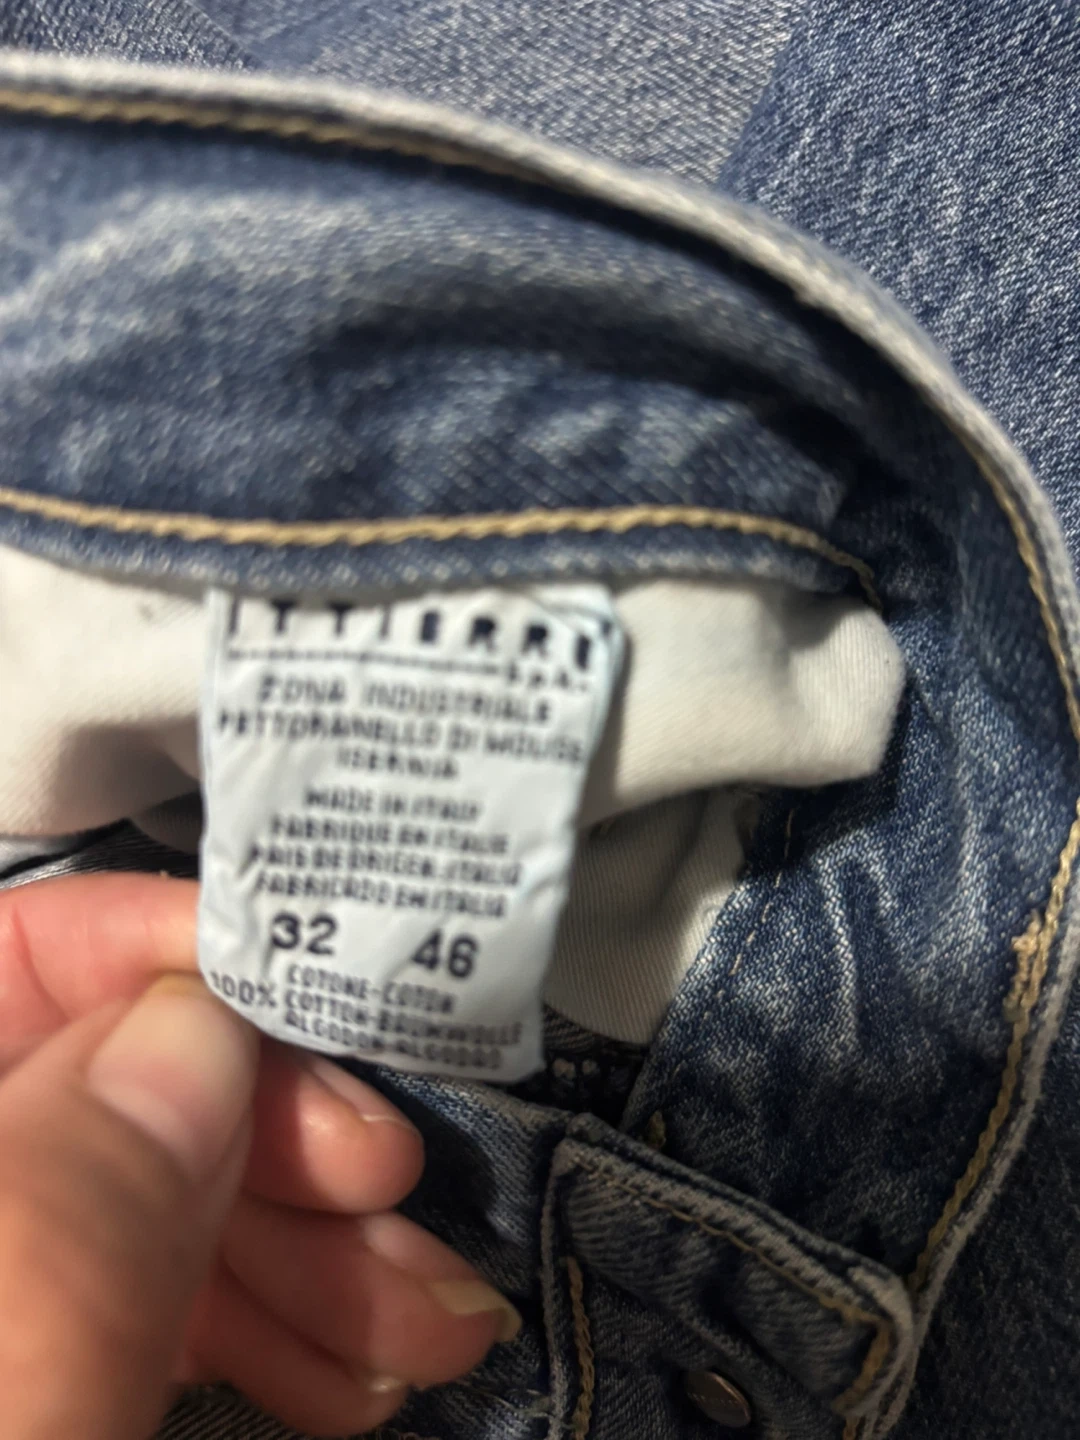 ITTIERRE
S.p.A.
ZONA INDUSTRIALE
PETTORANELLO DI MOLISE
ISERNIA
MADE IN ITALY
FABRIQUE EN ITALIE
PAIS DE ORIGEN: ITALIA
FABRICADO EM ITALIA
32 46
COTONE-COTON
100% COTTON-BAUMWOLLE
ALGODON-ALGODAO